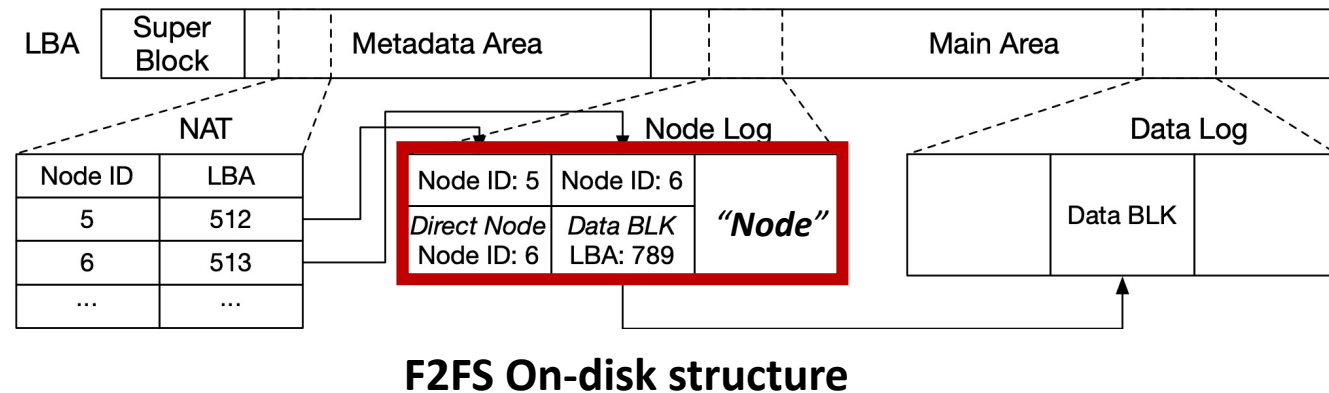 LBA
Super
Block
Metadata Area
Main Area
NAT
Node Log
Data Log
Node ID LBA
5 512
6 513
... ...
Node ID: 5 Node ID: 6
Direct Node Data BLK
Node ID: 6 LBA: 789
“Node”
Data BLK
F2FS On-disk structure